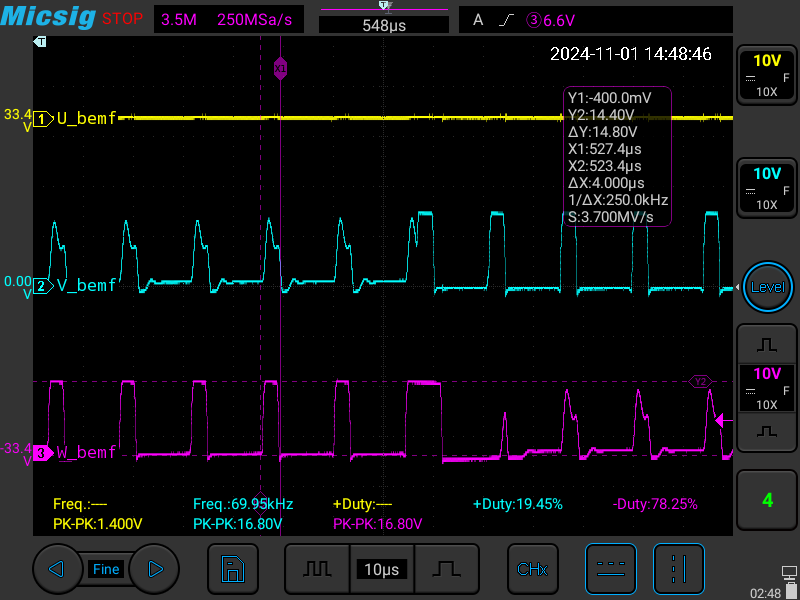 Micsig STOP 3.5M 250MSa/s 548µs A ③6.6V
T
T
2024-11-01 14:48:46
X1
10V
F
10X
Y1:-400.0mV
Y2:14.40V
ΔY:14.80V
X1:527.4µs
X2:523.4µs
ΔX:4.000µs
1/ΔX:250.0kHz
S:3.700MV/s
33.4
V
1 U_bemf
10V
F
10X
0.00
V
2 V_bemf
Level
10V
F
10X
Y2
-33.4
V
3 W_bemf
Freq.:---- Freq.:69.95kHz +Duty:---- +Duty:19.45% -Duty:78.25%
PK-PK:1.400V PK-PK:16.80V PK-PK:16.80V
4
Fine 10µs CHx
02:48